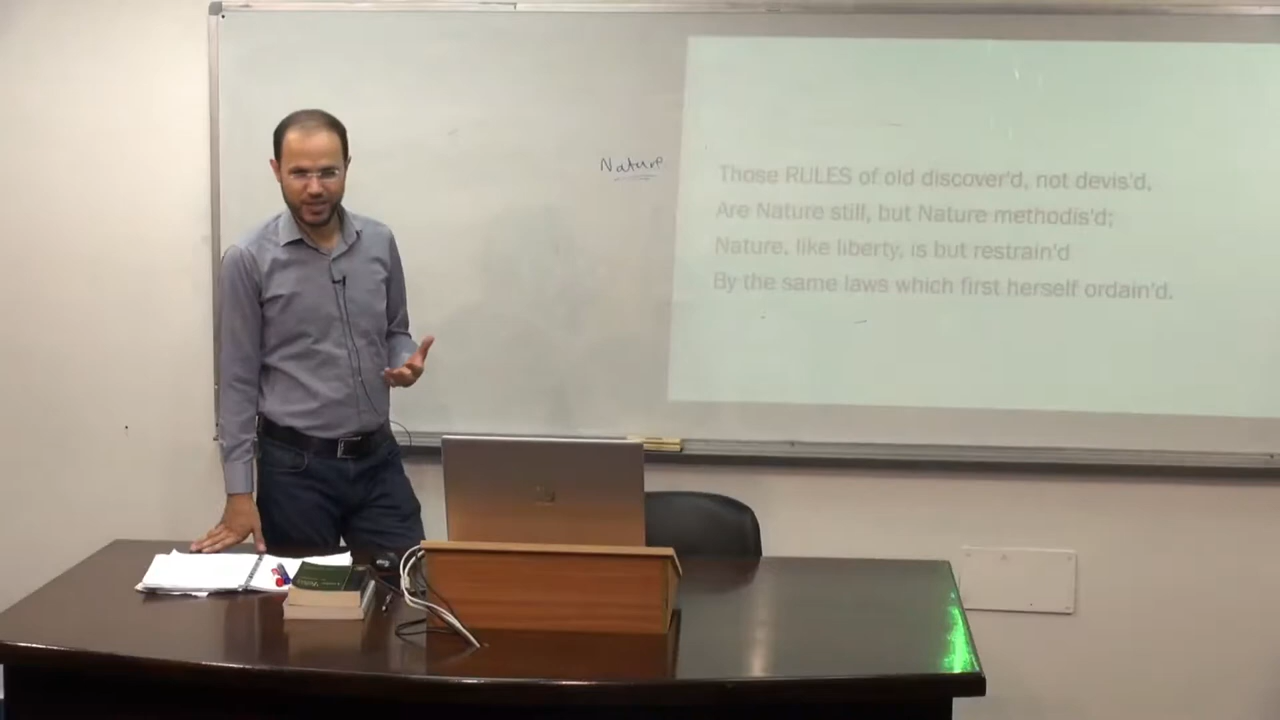 Nature
Those RULES of old discover'd, not devis'd,
Are Nature still, but Nature methodis'd;
Nature, like liberty, is but restrain'd
By the same laws which first herself ordain'd.